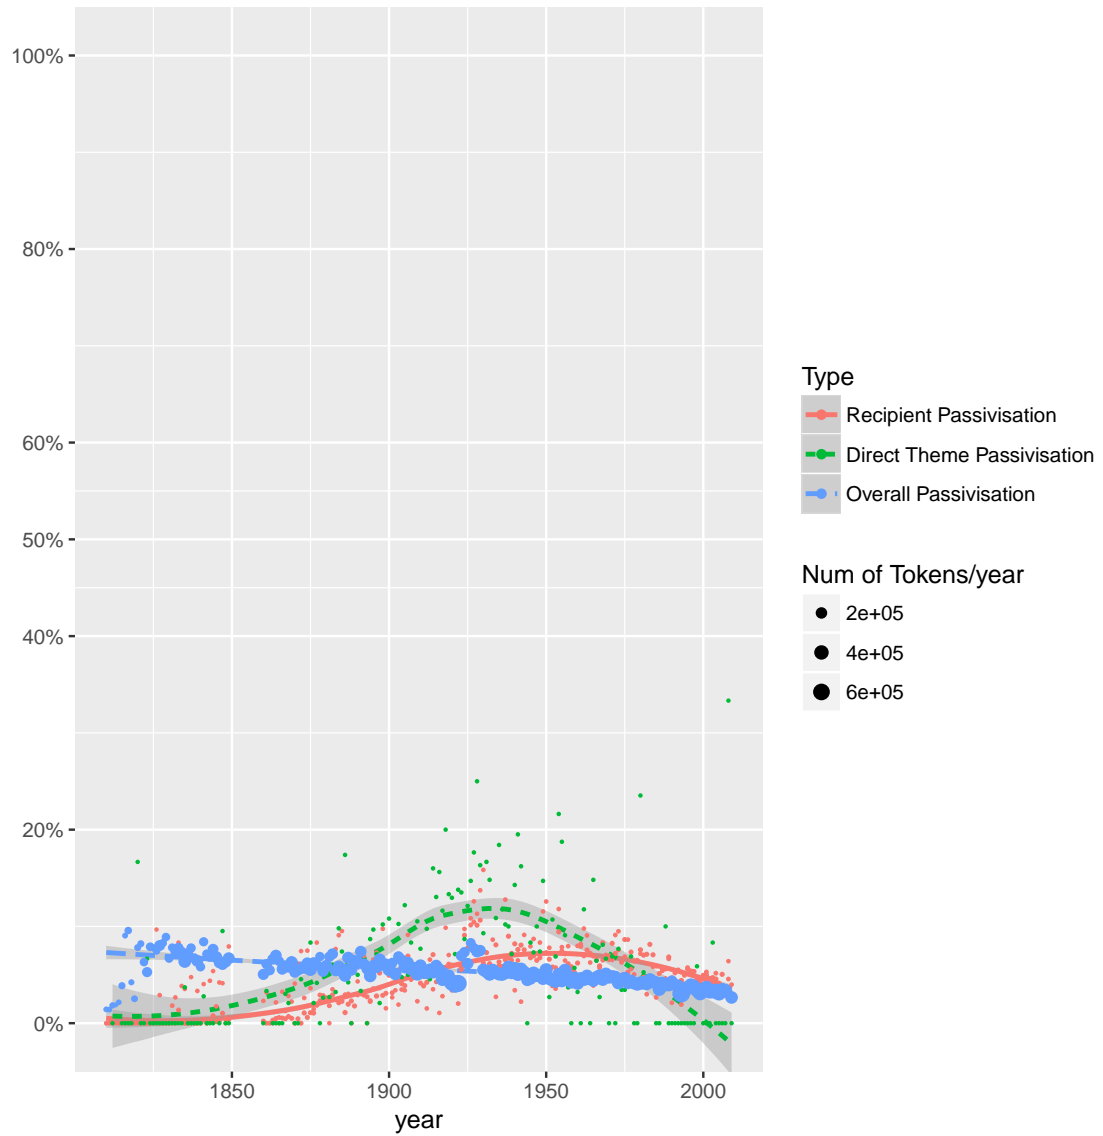 100%
80%
60%
50%
40%
20%
0%
1850 1900 1950 2000
year
Type
Recipient Passivisation
Direct Theme Passivisation
Overall Passivisation
Num of Tokens/year
2e+05
4e+05
6e+05